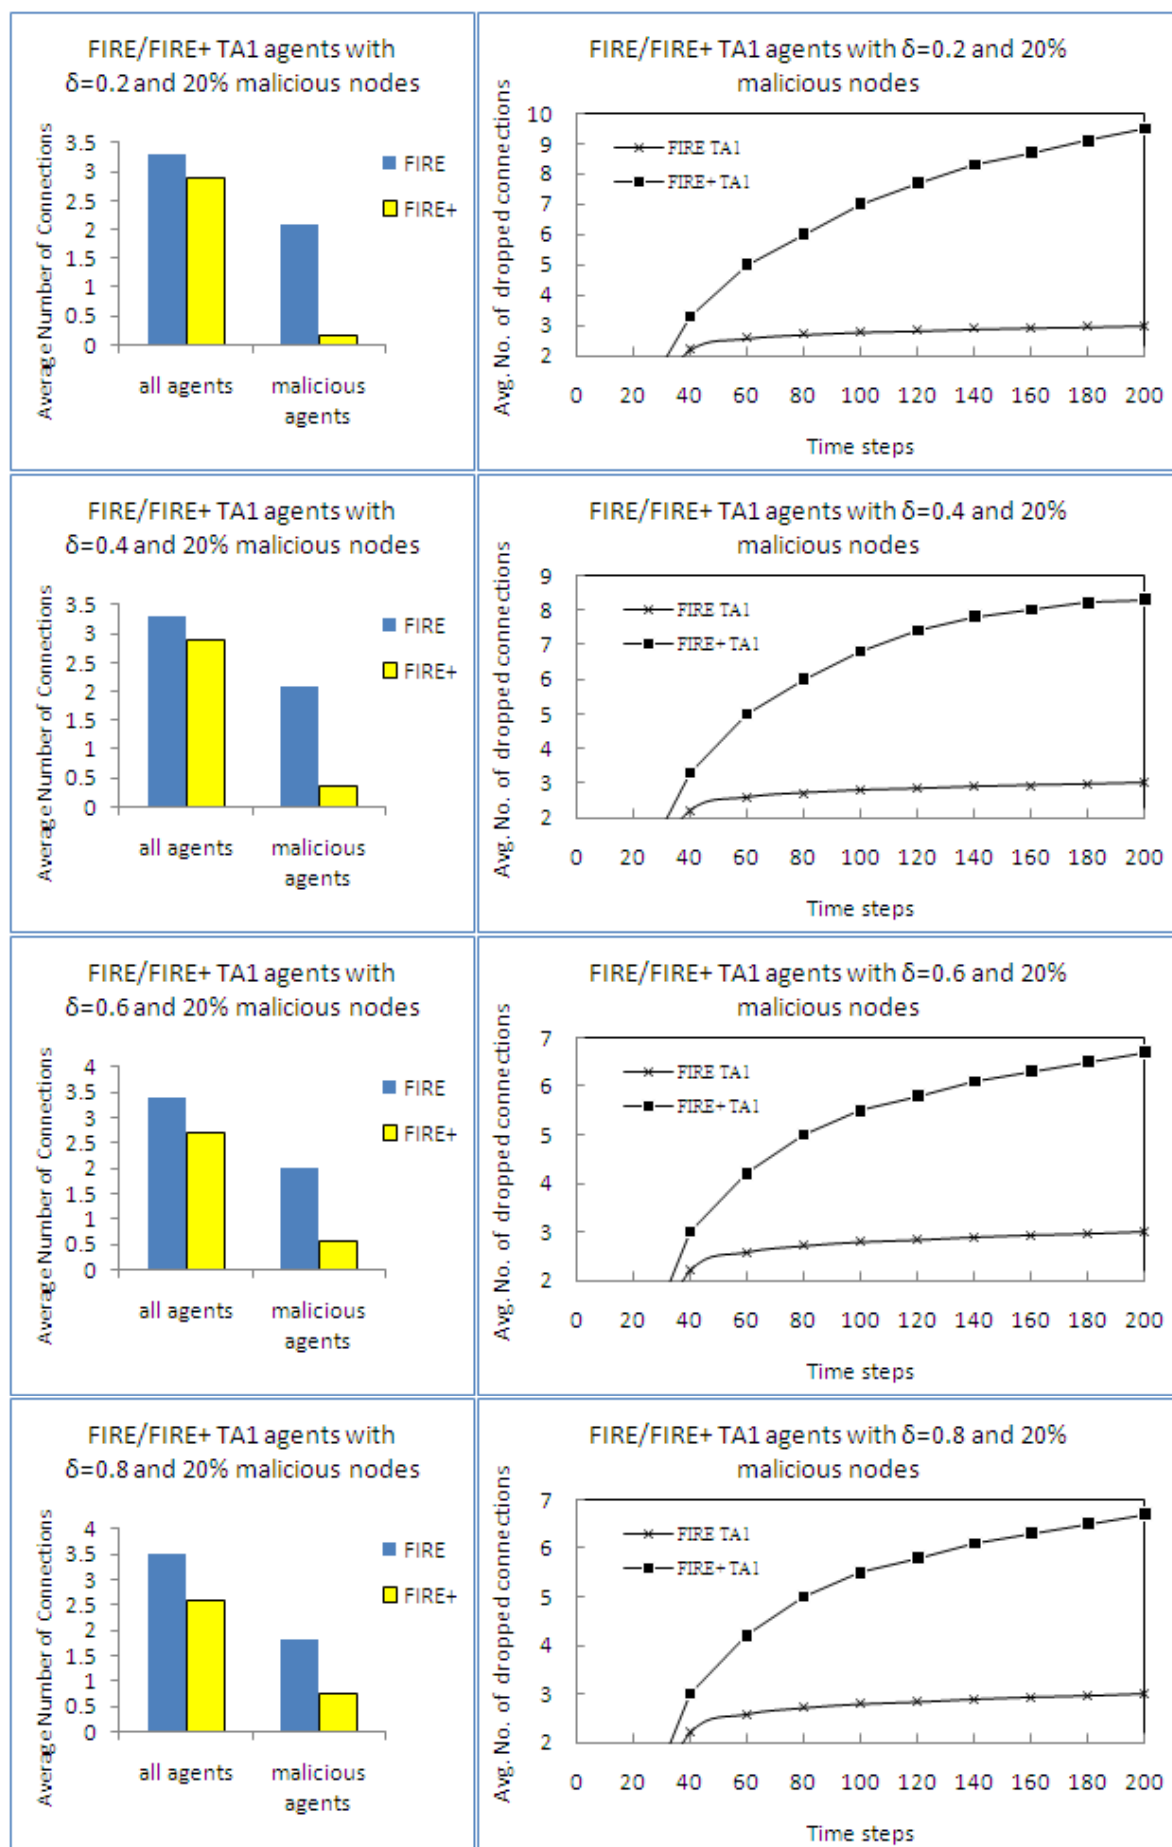 FIRE/FIRE+ TA1 agents with
δ=0.2 and 20% malicious nodes
Average Number of Connections
3.5
3
2.5
2
1.5
1
0.5
0
all agents
malicious
agents
FIRE
FIRE+
FIRE/FIRE+ TA1 agents with δ=0.2 and 20%
malicious nodes
Avg. No. of dropped connections
10
9
8
7
6
5
4
3
2
FIRE TA1
FIRE+ TA1
0 20 40 60 80 100 120 140 160 180 200
Time steps
FIRE/FIRE+ TA1 agents with
δ=0.4 and 20% malicious nodes
Average Number of Connections
3.5
3
2.5
2
1.5
1
0.5
0
all agents
malicious
agents
FIRE
FIRE+
FIRE/FIRE+ TA1 agents with δ=0.4 and 20%
malicious nodes
Avg. No. of dropped connections
9
8
7
6
5
4
3
2
FIRE TA1
FIRE+ TA1
0 20 40 60 80 100 120 140 160 180 200
Time steps
FIRE/FIRE+ TA1 agents with
δ=0.6 and 20% malicious nodes
Average Number of Connections
4
3.5
3
2.5
2
1.5
1
0.5
0
all agents
malicious
agents
FIRE
FIRE+
FIRE/FIRE+ TA1 agents with δ=0.6 and 20%
malicious nodes
Avg. No. of dropped connections
7
6
5
4
3
2
FIRE TA1
FIRE+ TA1
0 20 40 60 80 100 120 140 160 180 200
Time steps
FIRE/FIRE+ TA1 agents with
δ=0.8 and 20% malicious nodes
Average Number of Connections
4
3.5
3
2.5
2
1.5
1
0.5
0
all agents
malicious
agents
FIRE
FIRE+
FIRE/FIRE+ TA1 agents with δ=0.8 and 20%
malicious nodes
Avg. No. of dropped connections
7
6
5
4
3
2
FIRE TA1
FIRE+ TA1
0 20 40 60 80 100 120 140 160 180 200
Time steps